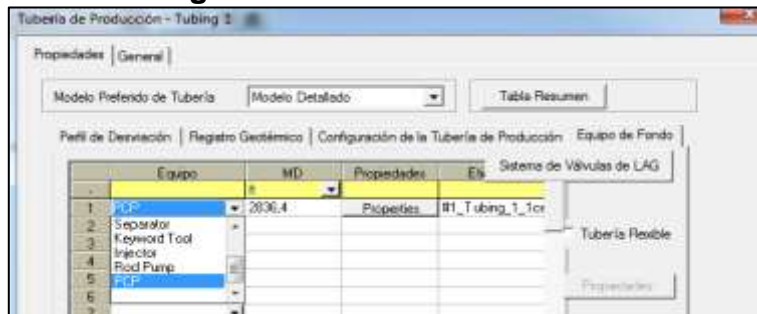 Tubería de Producción - Tubing 1
Propiedades General
Modelo Preferido de Tubería Modelo Detallado Tabla Resumen
Perfil de Desviación Registro Geotérmico Configuración de la Tubería de Producción Equipo de Fondo
Equipo MD Propiedades Sistema de Válvulas de LAG
ft
1 PCP 2836.4 Properties #1_Tubing_1_1
2 Separator
3 Keyword Tool
Injector
4 Rod Pump
5 PCP
6
7
Tubería Flexible
Propiedades